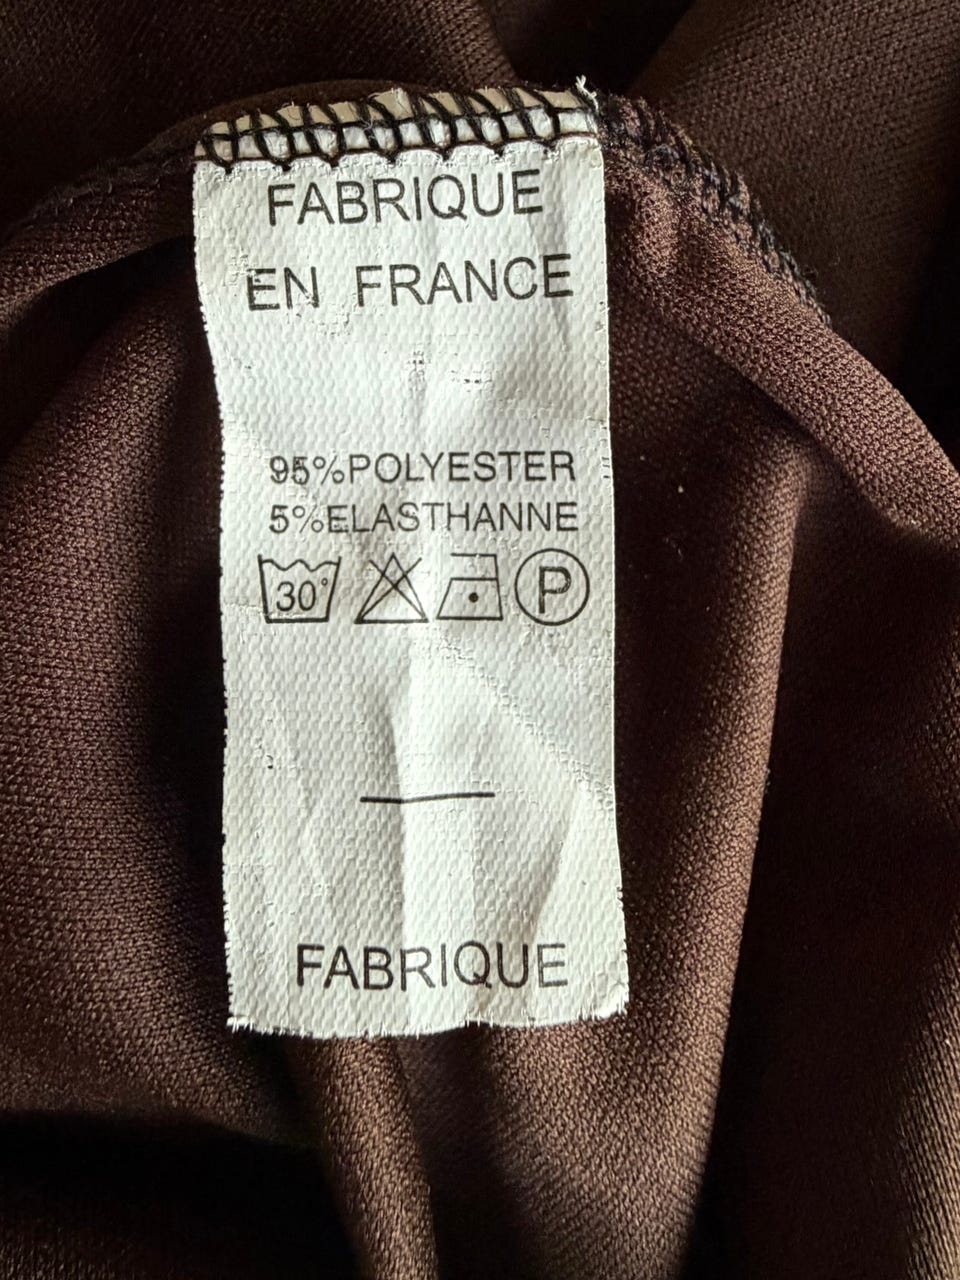 FABRIQUE
EN FRANCE
95%POLYESTER
5%ELASTHANNE
30° P
FABRIQUE